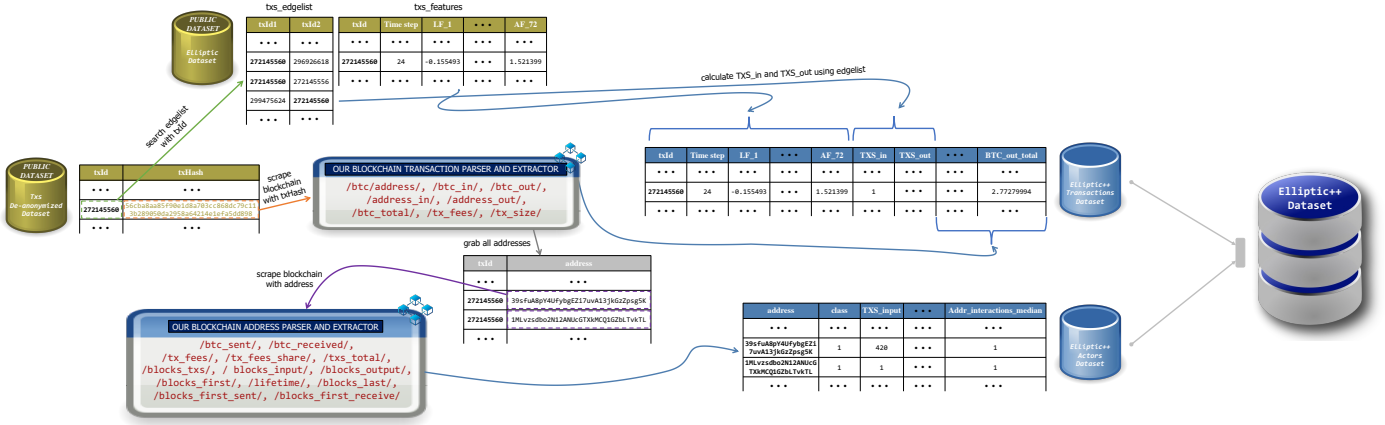 txs_edgelist
txs_features
PUBLIC
DATASET
Elliptic
Dataset
txId1 txId2
• • • • • •
272145560 296926618
272145560 272145556
299475624 272145560
• • • • • •
txId Time step LF_1 • • • AF_72
• • • • • • • • • • • •
272145560 24 -0.155493 • • • 1.521399
• • • • • • • • • • • • • • •
calculate TXS_in and TXS_out using edgelist
search edgelist
with txId
PUBLIC
DATASET
Txs
De-anonymized
Dataset
txId txHash
• • • • • •
272145560
• • • • • •
scrape
blockchain
with txHash
OUR BLOCKCHAIN TRANSACTION PARSER AND EXTRACTOR
/btc/address/, /btc_in/, /btc_out/,
/address_in/, /address_out/,
/btc_total/, /tx_fees/, /tx_size/
txId Time step LF_1 • • • AF_72 TXS_in TXS_out • • • BTC_out_total
• • • • • • • • • • • • • • • • • • • • • • • •
272145560 24 -0.155493 • • • 1.521399 1 1 • • • 2.77279994
• • • • • • • • • • • • • • • • • • • • • • • • • • •
Elliptic++
Transactions
Dataset
Elliptic++
Dataset
grab all addresses
txId address
• • • • • •
272145560 39sfuA8pY4UfybgEZi7uvA13jkGzZpsg5K
272145560 1MLvzsdbo2N12ANUcGTXkMCQ1GZbLTvkTL
• • • • • •
scrape blockchain
with address
OUR BLOCKCHAIN ADDRESS PARSER AND EXTRACTOR
/btc_sent/, /btc_received/,
/tx_fees/, /tx_fees_share/, /txs_total/,
/blocks_txs/, / blocks_input/, /blocks_output/,
/blocks_first/, /lifetime/, /blocks_last/,
/blocks_first_sent/, /blocks_first_receive/
address class TXS_input • • • Addr_interactions_median
• • • • • • • • • • • • • • •
39sfuA8pY4UfybgEZi
7uvA13jkGzZpsg5K 1 420 • • • 1
1MLvzsdbo2N12ANUcG
TXkMCQ1GZbLTvkTL 1 1 • • • 1
• • • • • • • • • • • • • • •
Elliptic++
Actors
Dataset